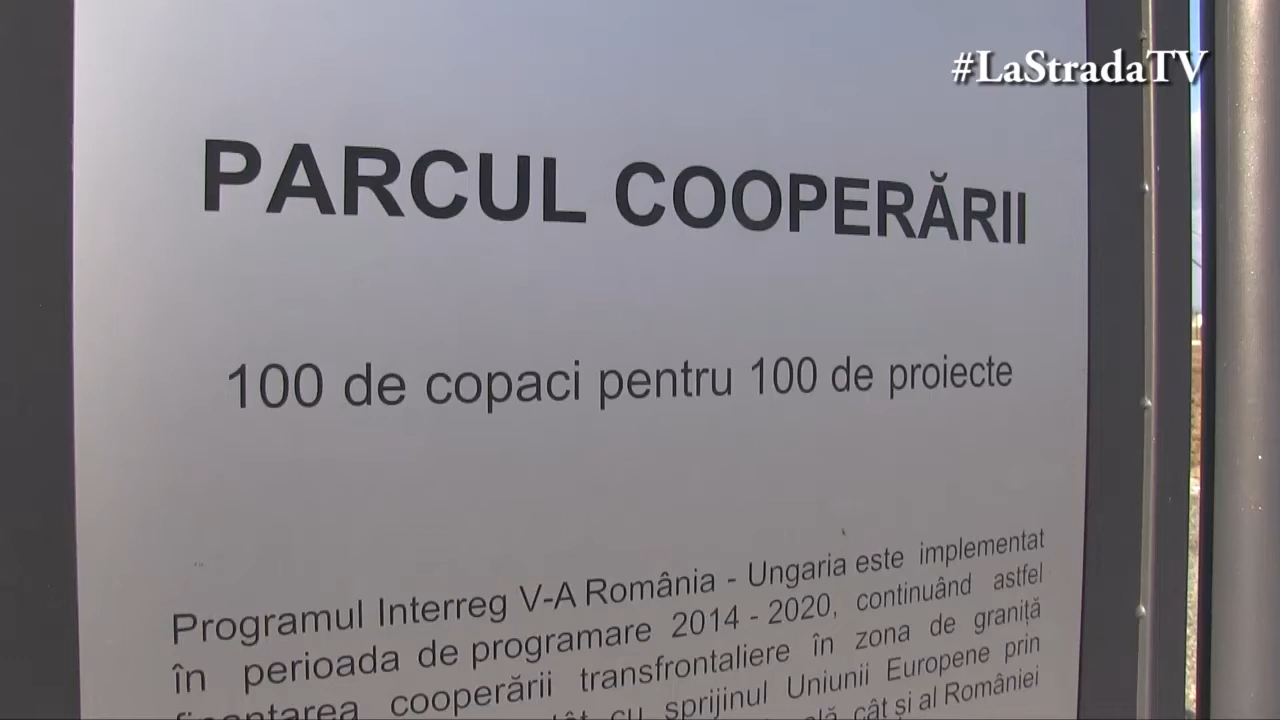 #LaStradaTV
PARCUL COOPERĂRII
100 de copaci pentru 100 de proiecte
Programul Interreg V-A România - Ungaria este implementat
în perioada de programare 2014 - 2020, continuând astfel
finanțarea cooperării transfrontaliere în zona de graniță
cu sprijinul Uniunii Europene prin
cât și al României